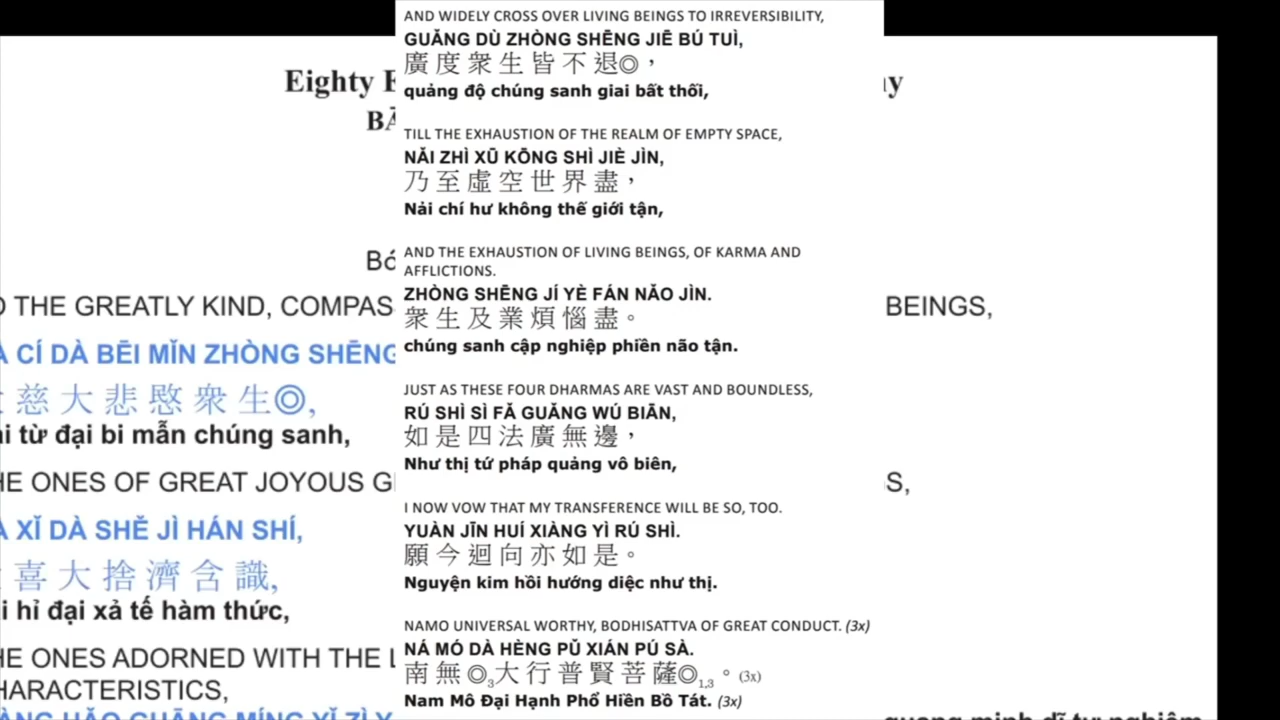 AND WIDELY CROSS OVER LIVING BEINGS TO IRREVERSIBILITY,
GUǍNG DÙ ZHÒNG SHĒNG JIĒ BÚ TUÌ,
廣度衆生皆不退◎，
quảng độ chúng sanh giai bất thối,
TILL THE EXHAUSTION OF THE REALM OF EMPTY SPACE,
NǍI ZHÌ XŪ KŌNG SHÌ JIÈ JÌN,
乃至虛空世界盡，
Nải chí hư không thế giới tận,
AND THE EXHAUSTION OF LIVING BEINGS, OF KARMA AND
AFFLICTIONS.
ZHÒNG SHĒNG JÍ YÈ FÁN NǍO JÌN.
衆生及業煩惱盡。
chúng sanh cập nghiệp phiền não tận.
JUST AS THESE FOUR DHARMAS ARE VAST AND BOUNDLESS,
RÚ SHÌ SÌ FǍ GUǍNG WÚ BIĀN,
如是四法廣無邊，
Như thị tứ pháp quảng vô biên,
I NOW VOW THAT MY TRANSFERENCE WILL BE SO, TOO.
YUÀN JĪN HUÍ XIÀNG YÌ RÚ SHÌ.
願今迴向亦如是。
Nguyện kim hồi hướng diệc như thị.
NAMO UNIVERSAL WORTHY, BODHISATTVA OF GREAT CONDUCT. (3x)
NÁ MÓ DÀ HÈNG PǓ XIÁN PÚ SÀ.
南無◎3大行普賢菩薩◎1,3。(3x)
Nam Mô Đại Hạnh Phổ Hiền Bồ Tát. (3x)
Eighty
THE GREATLY KIND, COMPAS
BEINGS,
CÍ DÀ BĒI MǏN ZHÒNG SHĒNG
慈大悲愍衆生◎,
từ đại bi mẫn chúng sanh,
ONES OF GREAT JOYOUS
XǏ DÀ SHĚ JÌ HÁN SHÍ,
喜大捨濟含識,
hỉ đại xả tế hàm thức,
ONES ADORNED WITH THE
HARACTERISTICS,